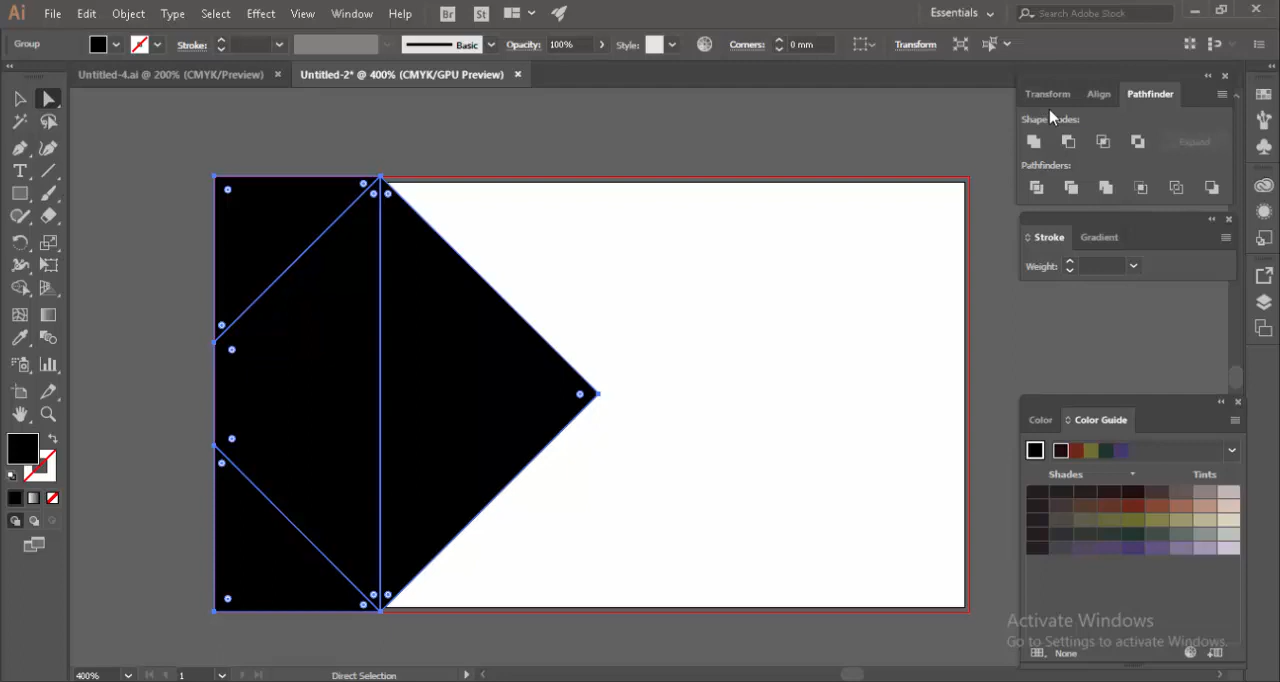 Ai File Edit Object Type Select Effect View Window Help Br St Essentials Search Adobe Stock
Group Stroke: Basic Opacity: 100% Style: Corners: 0 mm Transform
Untitled-4.ai @ 200% (CMYK/Preview) × Untitled-2* @ 400% (CMYK/GPU Preview) ×
Transform Align Pathfinder
Shape Modes:
Expand
Pathfinders:
Stroke Gradient
Weight:
Color Color Guide
Shades Tints
Activate Windows
Go to Settings to activate Windows.
None
400% 1 Direct Selection